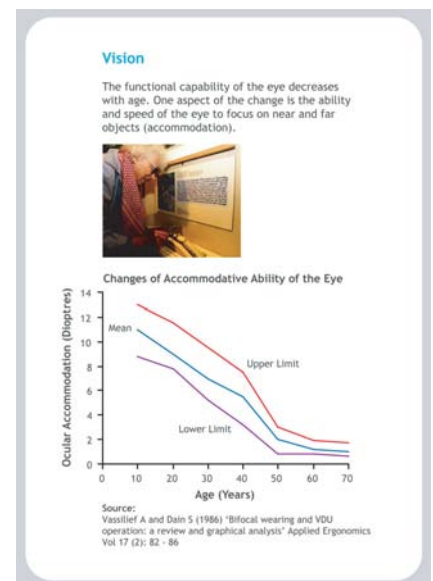 Vision
The functional capability of the eye decreases
with age. One aspect of the change is the ability
and speed of the eye to focus on near and far
objects (accommodation).
Changes of Accommodative Ability of the Eye
Ocular Accommodation (Dioptres)
14
12
10
8
6
4
2
0
Mean
Upper Limit
Lower Limit
0 10 20 30 40 50 60 70
Age (Years)
Source:
Vassilief A and Dain S (1986) ‘Bifocal wearing and VDU
operation: a review and graphical analysis’ Applied Ergonomics
Vol 17 (2): 82 - 86